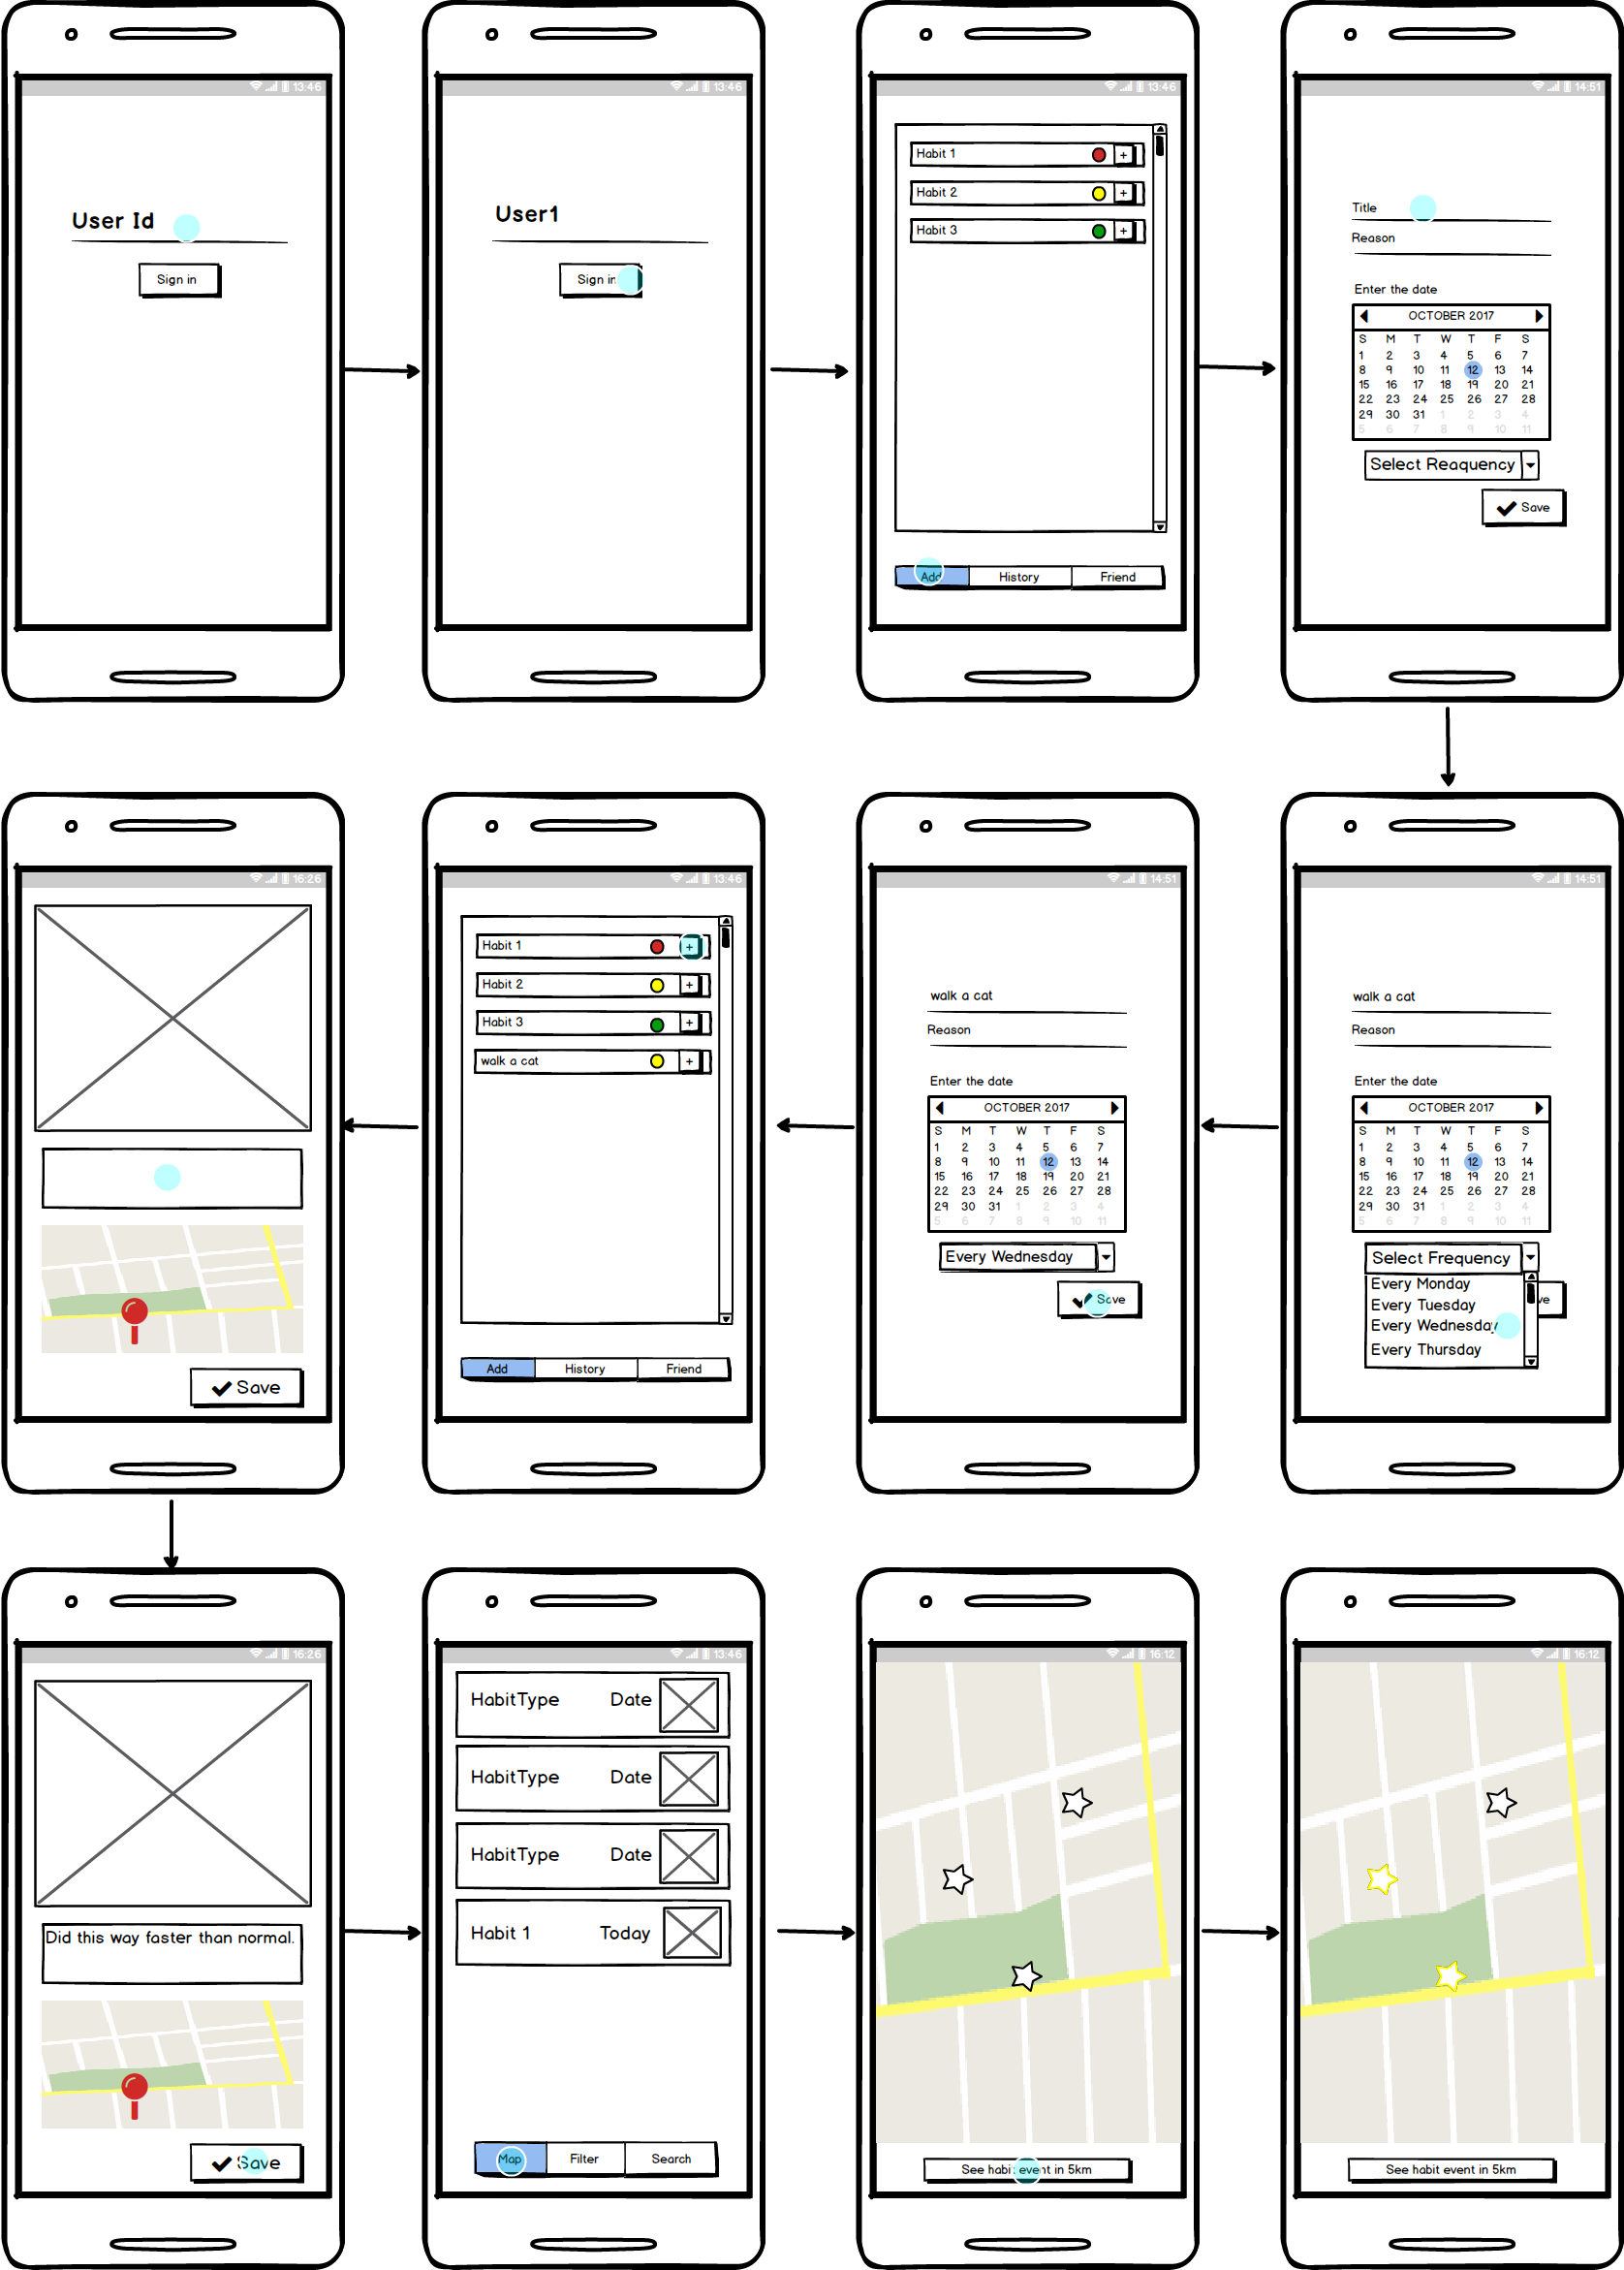 13:46
User Id
Sign in
13:46
User1
Sign in
13:46
Habit 1 +
Habit 2 +
Habit 3 +
Add History Friend
14:51
Title
Reason
Enter the date
OCTOBER 2017
S M T W T F S
1 2 3 4 5 6 7
8 9 10 11 12 13 14
15 16 17 18 19 20 21
22 23 24 25 26 27 28
29 30 31 1 2 3 4
5 6 7 8 9 10 11
Select Reaquency
Save
14:51
walk a cat
Reason
Enter the date
OCTOBER 2017
S M T W T F S
1 2 3 4 5 6 7
8 9 10 11 12 13 14
15 16 17 18 19 20 21
22 23 24 25 26 27 28
29 30 31 1 2 3 4
5 6 7 8 9 10 11
Select Frequency
Every Monday
Every Tuesday
Every Wednesday
Every Thursday
ve
14:51
walk a cat
Reason
Enter the date
OCTOBER 2017
S M T W T F S
1 2 3 4 5 6 7
8 9 10 11 12 13 14
15 16 17 18 19 20 21
22 23 24 25 26 27 28
29 30 31 1 2 3 4
5 6 7 8 9 10 11
Every Wednesday
Save
13:46
Habit 1 +
Habit 2 +
Habit 3 +
walk a cat +
Add History Friend
16:26
Save
16:26
Did this way faster than normal.
Save
13:46
HabitType Date
HabitType Date
HabitType Date
Habit 1 Today
Map Filter Search
16:12
See habit event in 5km
16:12
See habit event in 5km